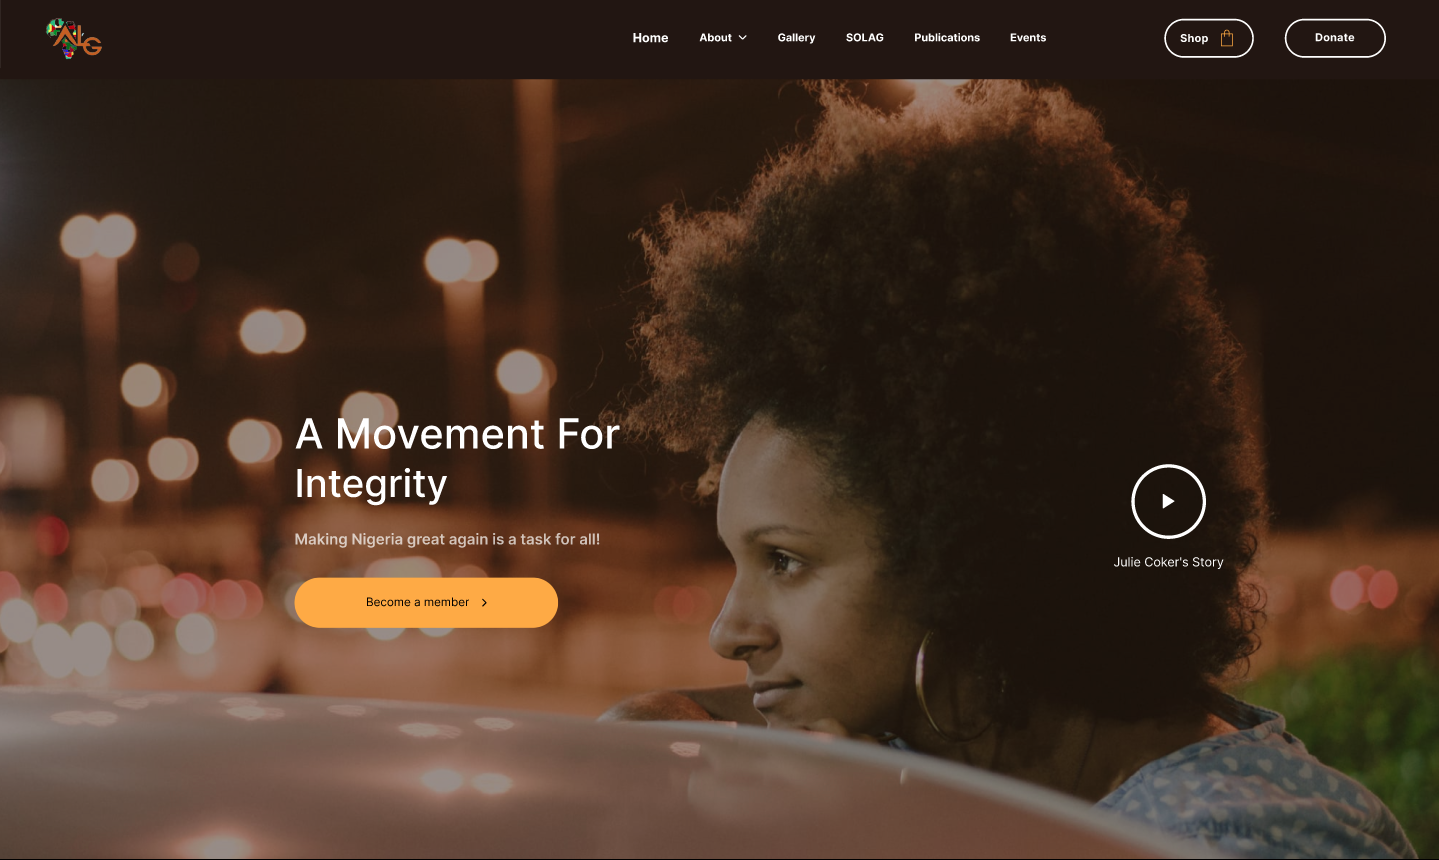 ALG
Home
About
Gallery
SOLAG
Publications
Events
Shop
Donate
A Movement For
Integrity
Making Nigeria great again is a task for all!
Become a member
Julie Coker's Story